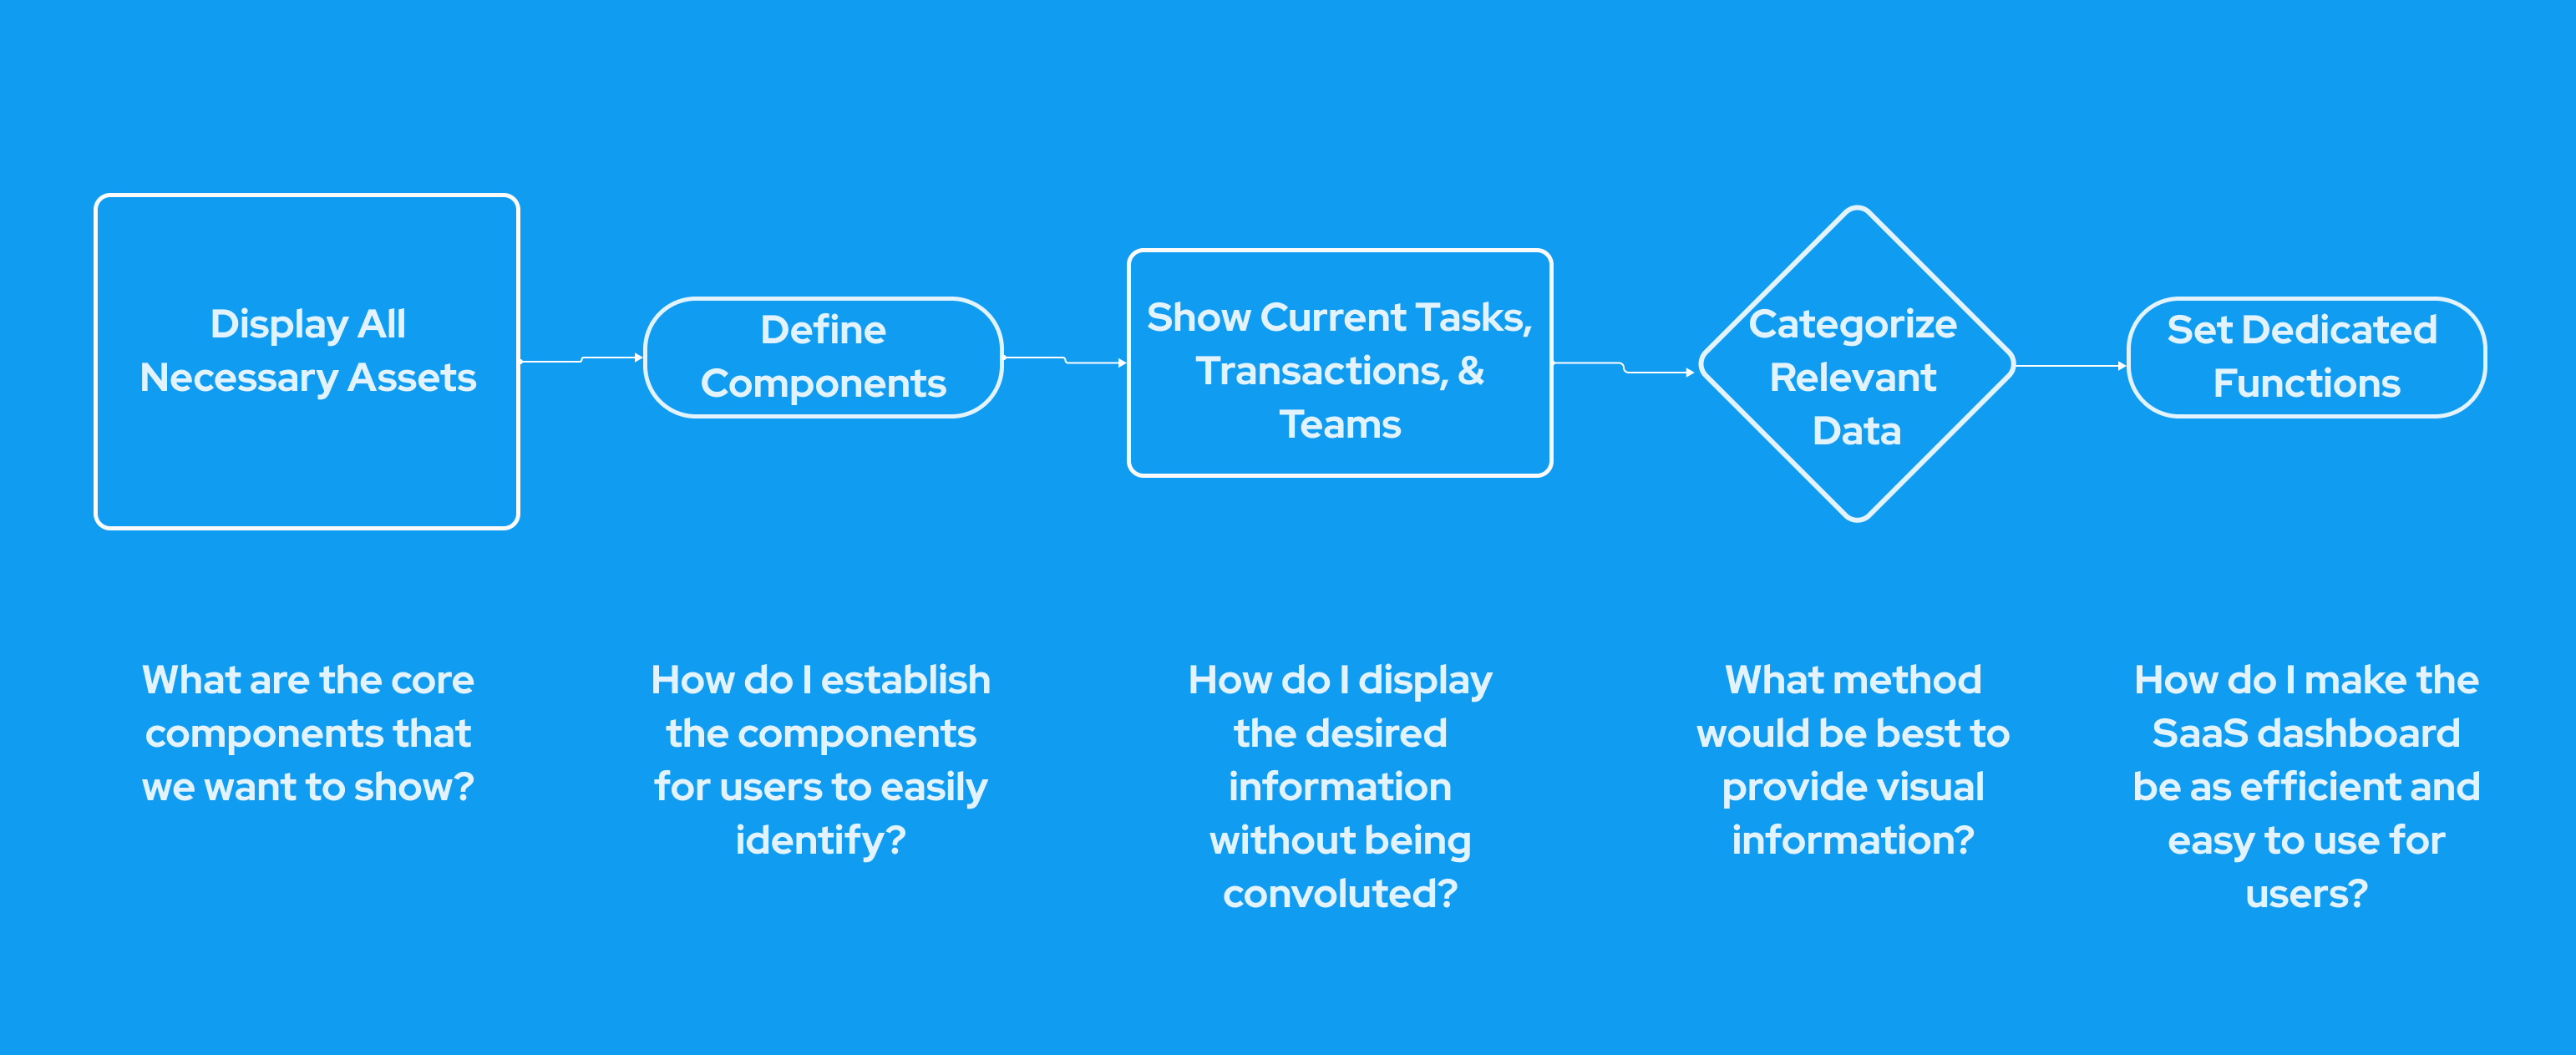 Display All
Necessary Assets
Define
Components
Show Current Tasks,
Transactions, &
Teams
Categorize
Relevant
Data
Set Dedicated
Functions
What are the core
components that
we want to show?
How do I establish
the components
for users to easily
identify?
How do I display
the desired
information
without being
convoluted?
What method
would be best to
provide visual
information?
How do I make the
SaaS dashboard
be as efficient and
easy to use for
users?